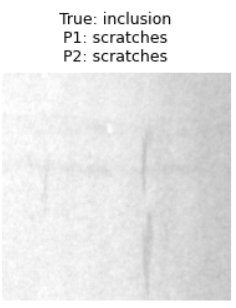 True: inclusion
P1: scratches
P2: scratches